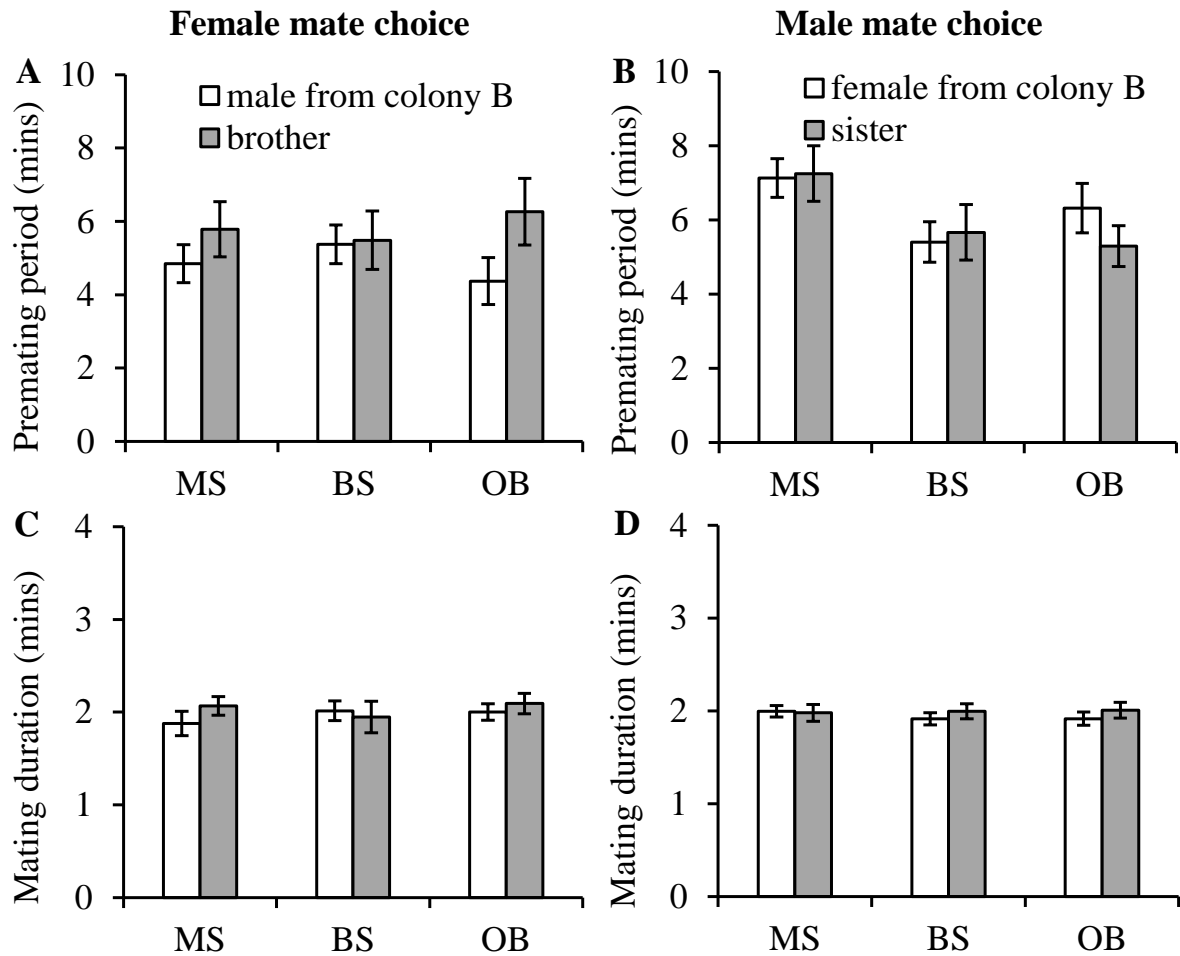 Female mate choice
Male mate choice
A
10
8
6
4
2
0
Premating period (mins)
male from colony B
brother
MS BS OB
B
10
8
6
4
2
0
Premating period (mins)
female from colony B
sister
MS BS OB
C
4
3
2
1
0
Mating duration (mins)
MS BS OB
D
4
3
2
1
0
Mating duration (mins)
MS BS OB